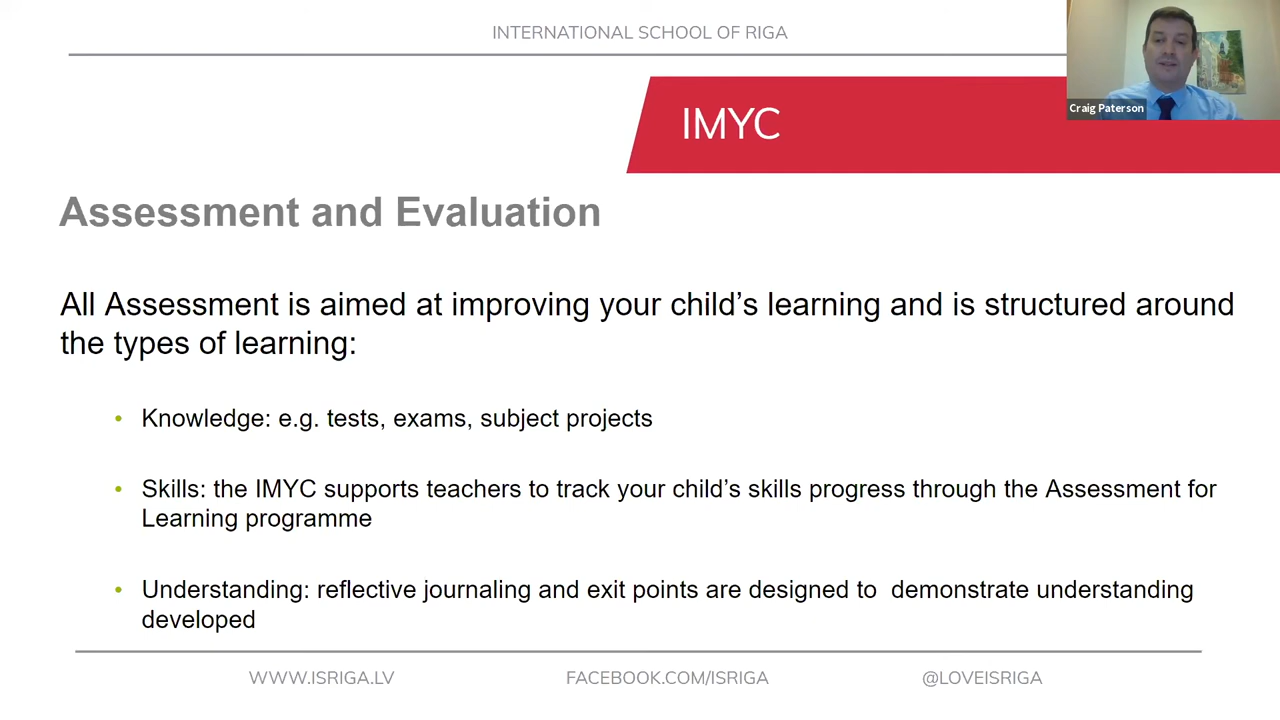 INTERNATIONAL SCHOOL OF RIGA
Craig Paterson
IMYC
Assessment and Evaluation
All Assessment is aimed at improving your child’s learning and is structured around
the types of learning:
• Knowledge: e.g. tests, exams, subject projects
• Skills: the IMYC supports teachers to track your child’s skills progress through the Assessment for
Learning programme
• Understanding: reflective journaling and exit points are designed to  demonstrate understanding
developed
WWW.ISRIGA.LV FACEBOOK.COM/ISRIGA @LOVEISRIGA